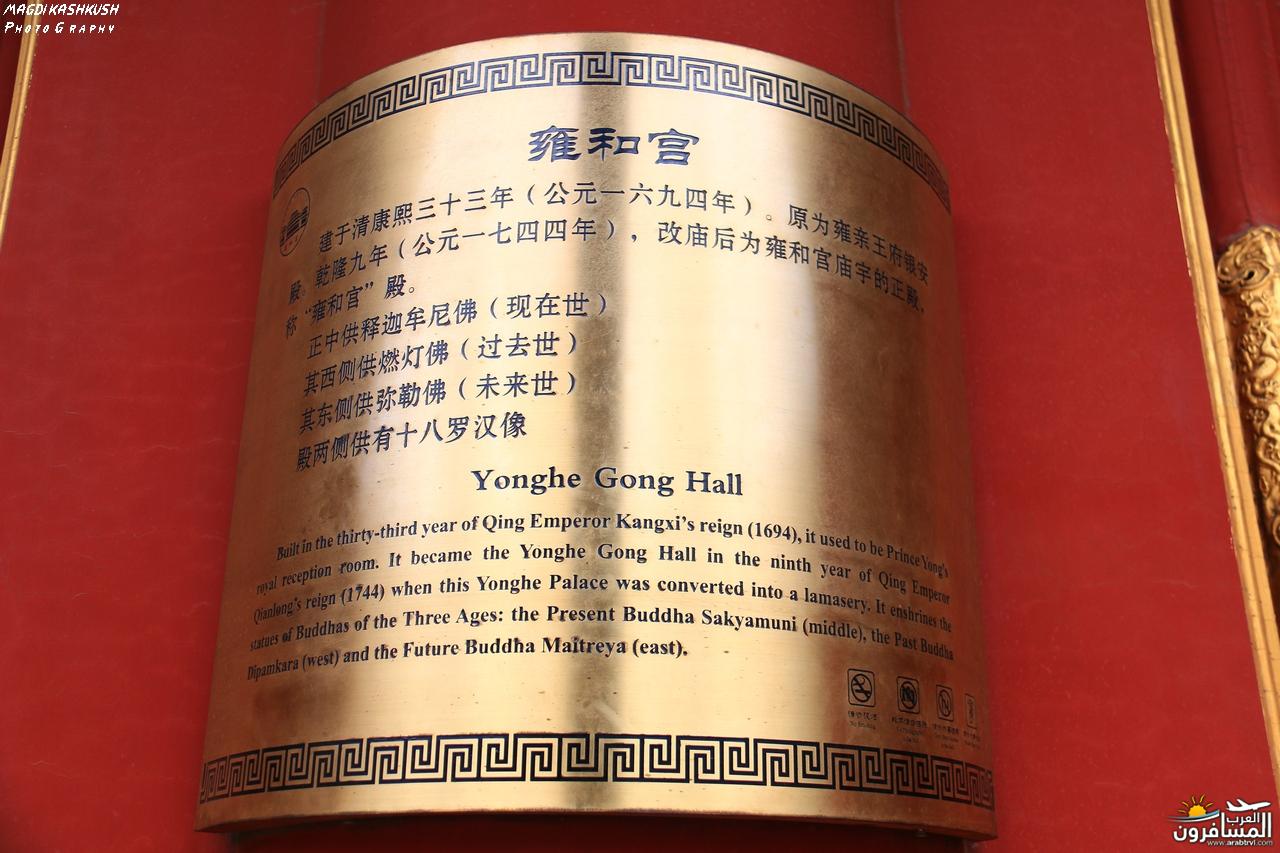 MAGDI KASHKUSH
PHOTOGRAPHY
雍和宫
建于清康熙三十三年（公元一六九四年）。原为雍亲王府银安
殿。乾隆九年（公元一七四四年），改庙后为雍和宫庙宇的正殿，
称“雍和宫”殿。
正中供释迦牟尼佛（现在世）
其西侧供燃灯佛（过去世）
其东侧供弥勒佛（未来世）
殿两侧供有十八罗汉像
Yonghe Gong Hall
Built in the thirty-third year of Qing Emperor Kangxi's reign (1694), it used to be Prince Yong's
royal reception room. It became the Yonghe Gong Hall in the ninth year of Qing Emperor
Qianlong's reign (1744) when this Yonghe Palace was converted into a lamasery. It enshrines the
statues of Buddhas of the Three Ages: the Present Buddha Sakyamuni (middle), the Past Buddha
Dipamkara (west) and the Future Buddha Maitreya (east).
العرب
المسافرون
www.arabtrvl.com